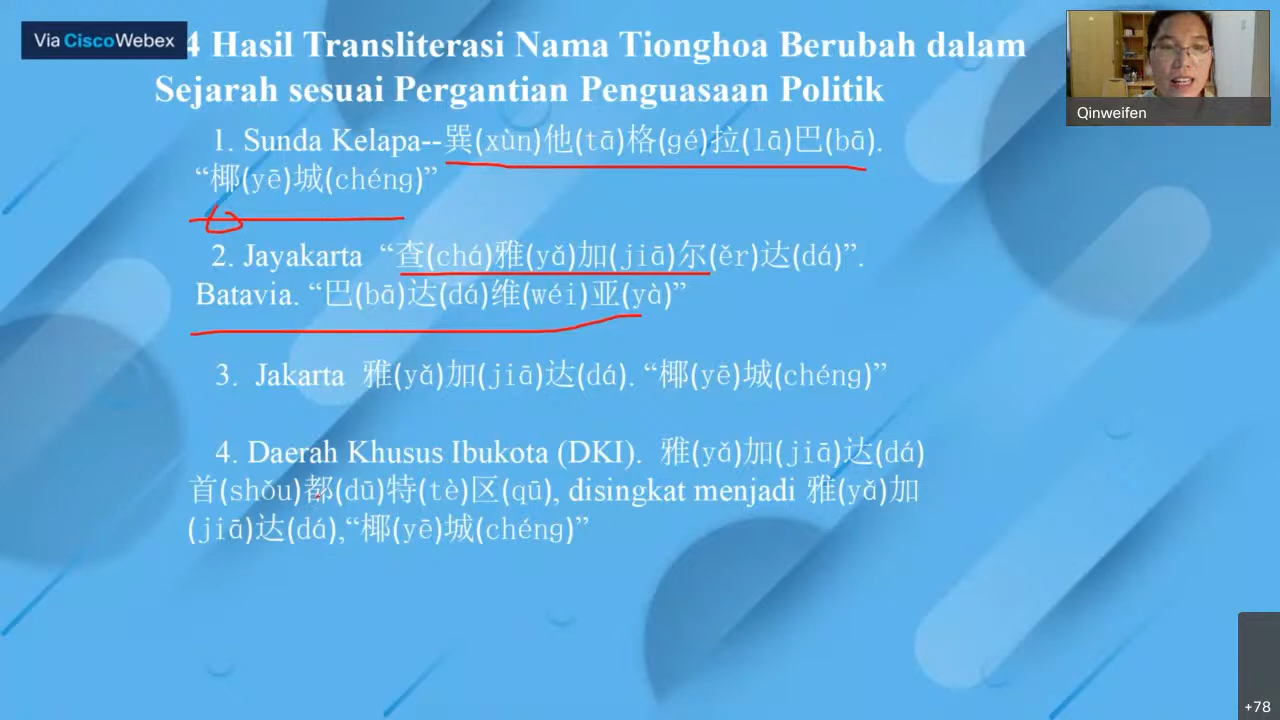 Via CiscoWebex
4 Hasil Transliterasi Nama Tionghoa Berubah dalam
Sejarah sesuai Pergantian Penguasaan Politik
1. Sunda Kelapa--巽(xùn)他(tā)格(gé)拉(lā)巴(bā).
“椰(yē)城(chéng)”
2. Jayakarta “查(chá)雅(yǎ)加(jiā)尔(ěr)达(dá)”.
Batavia. “巴(bā)达(dá)维(wéi)亚(yà)”
3. Jakarta 雅(yǎ)加(jiā)达(dá). “椰(yē)城(chéng)”
4. Daerah Khusus Ibukota (DKI). 雅(yǎ)加(jiā)达(dá)
首(shǒu)都(dū)特(tè)区(qū), disingkat menjadi 雅(yǎ)加
(jiā)达(dá),“椰(yē)城(chéng)”
Qinweifen
+78